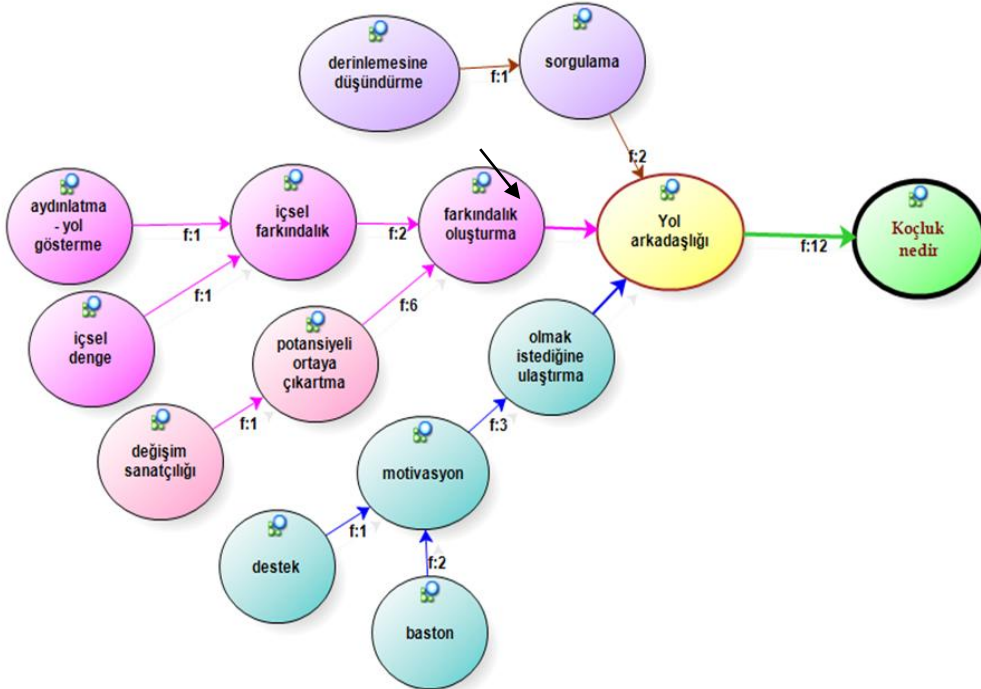 derinlemesine
düşündürme
f:1
sorgulama
f:2
aydınlatma
- yol
gösterme
f:1
içsel
farkındalık
f:2
farkındalık
oluşturma
Yol
arkadaşlığı
f:12
Koçluk
nedir
içsel
denge
f:1
potansiyeli
ortaya
çıkartma
f:6
olmak
istediğine
ulaştırma
değişim
sanatçılığı
f:1
motivasyon
f:3
destek
f:1
baston
f:2